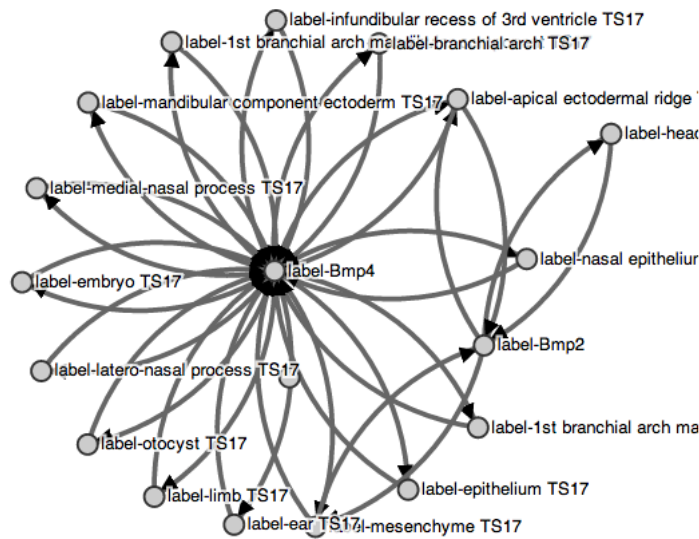 label-infundibular recess of 3rd ventricle TS17
label-1st branchial arch ma
label-branchial arch TS17
label-mandibular component ectoderm TS17
label-apical ectodermal ridge
label-head
label-medial-nasal process TS17
label-nasal epithelium
label-Bmp4
label-embryo TS17
label-Bmp2
label-latero-nasal process TS17
label-1st branchial arch ma
label-otocyst TS17
label-epithelium TS17
label-limb TS17
label-ear TS17
label-mesenchyme TS17